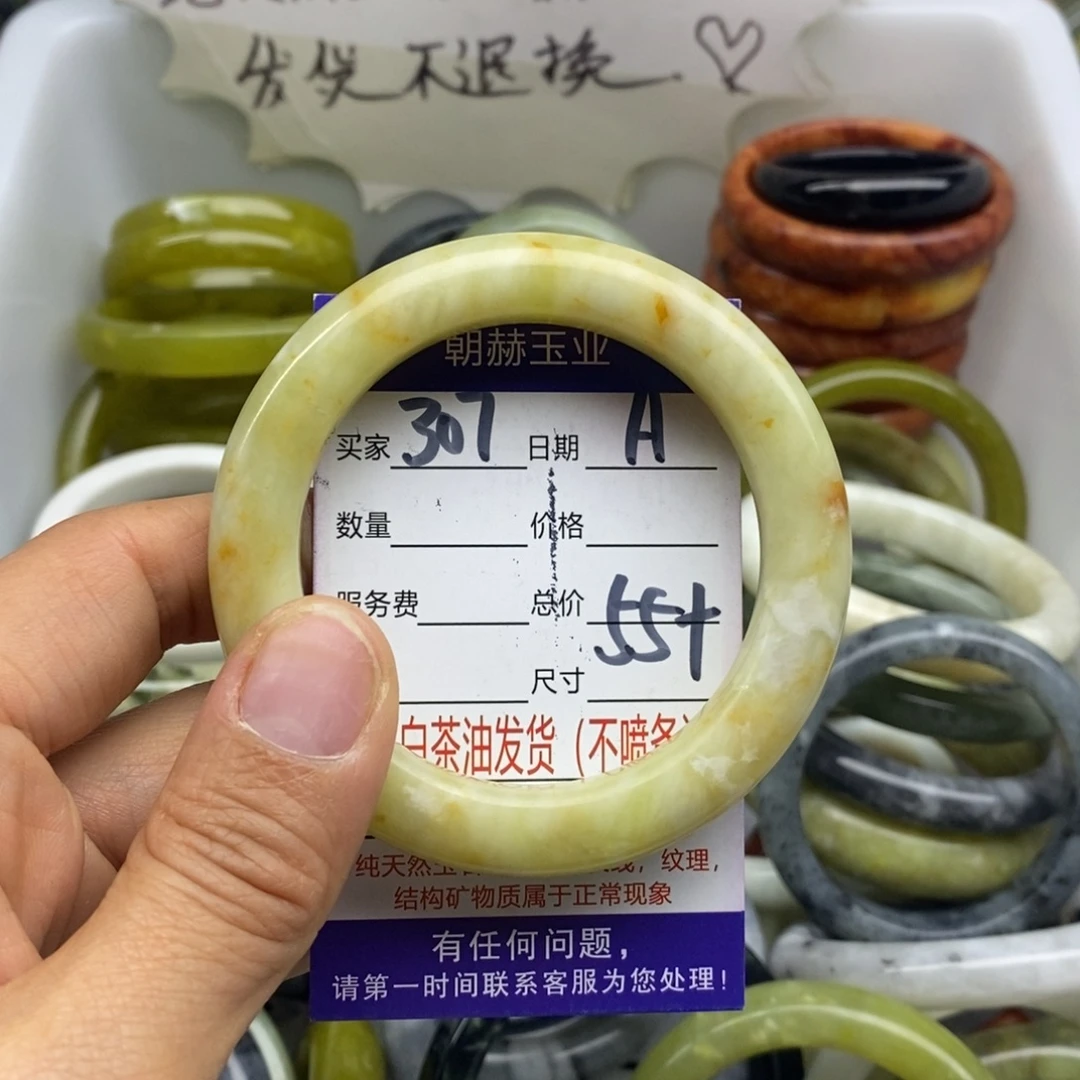 发货不退换
朝赫玉业
买家 307 日期 A
数量 价格
服务费 总价 55+
尺寸
白茶油发货（不喷
纯天然 纹理，
结构矿物质属于正常现象
有任何问题，
请第一时间联系客服为您处理！